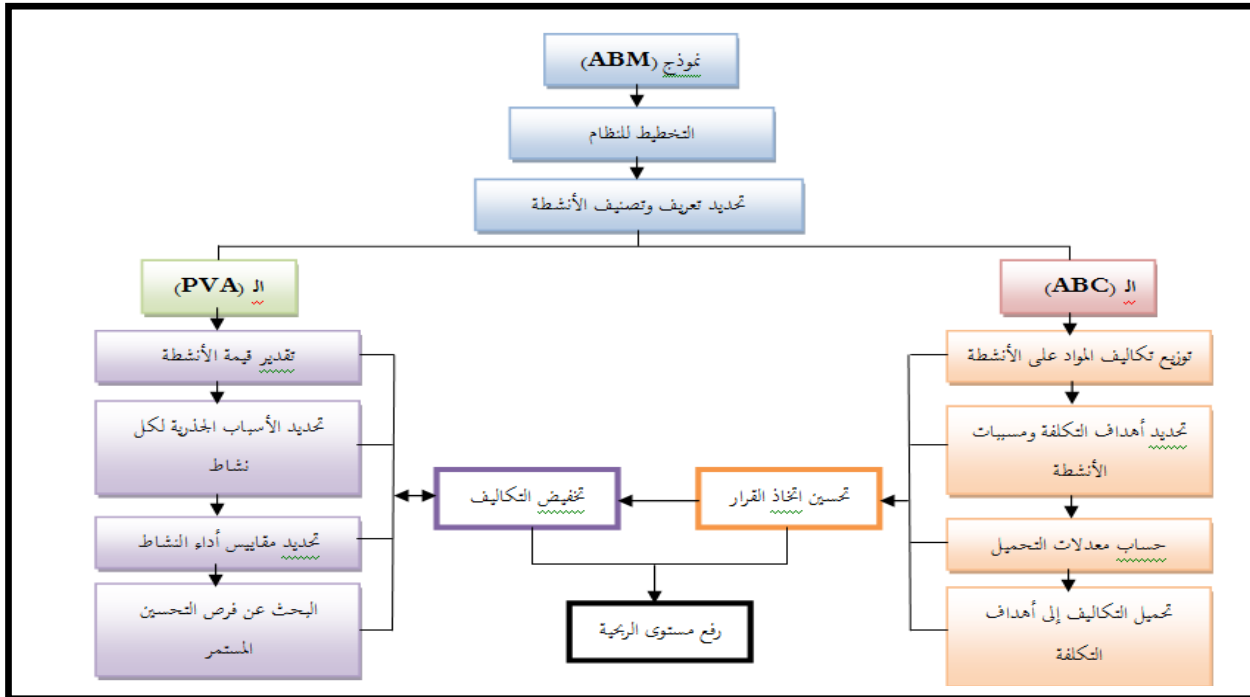 نموذج (ABM)
التخطيط للنظام
تحديد تعريف وتصنيف الأنشطة
الـ (ABC)
توزيع تكاليف المواد على الأنشطة
تحديد أهداف التكلفة ومسببات
الأنشطة
حساب معدلات التحميل
تحميل التكاليف إلى أهداف
التكلفة
الـ (PVA)
تقدير قيمة الأنشطة
تحديد الأسباب الجذرية لكل
نشاط
تحديد مقاييس أداء النشاط
البحث عن فرص التحسين
المستمر
تحسين اتخاذ القرار
تخفيض التكاليف
رفع مستوى الربحية